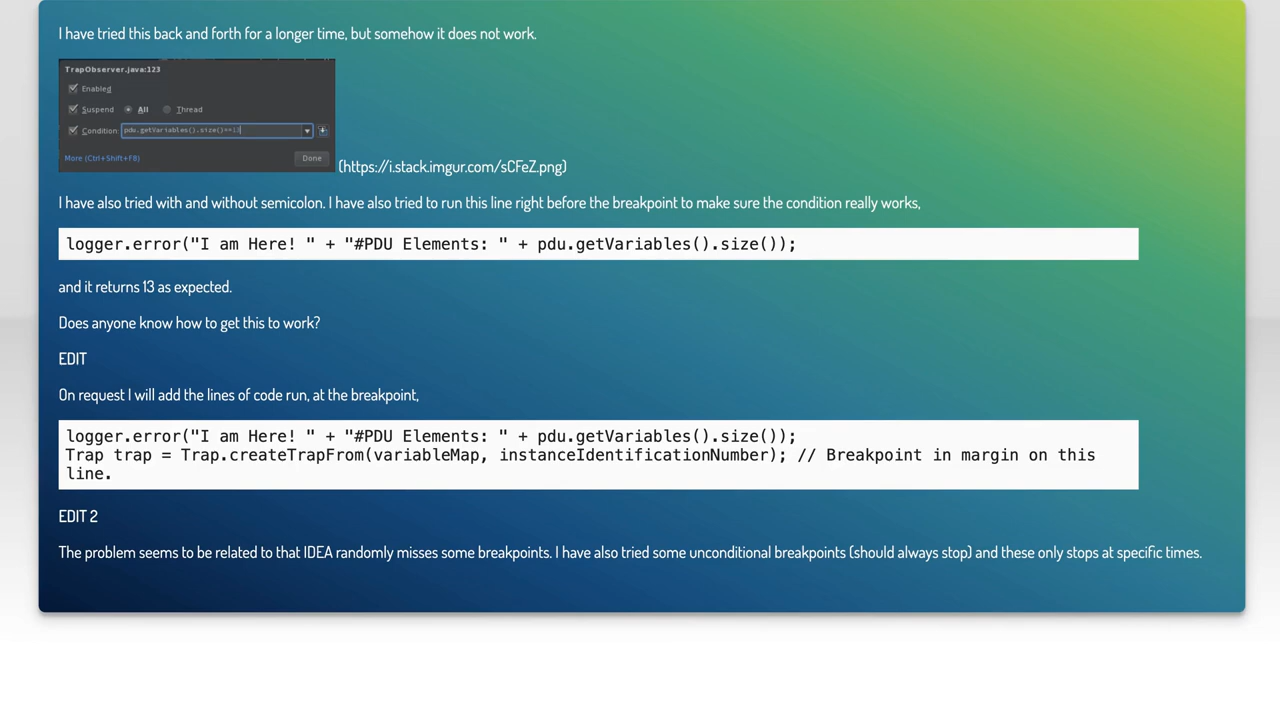 I have tried this back and forth for a longer time, but somehow it does not work.
TrapObserver.java:123
Enabled
Suspend All Thread
Condition pdu.getVariables().size()==13
More (Ctrl+Shift+F8) Done
(https://i.stack.imgur.com/sCFeZ.png)
I have also tried with and without semicolon. I have also tried to run this line right before the breakpoint to make sure the condition really works,
logger.error("I am Here! " + "#PDU Elements: " + pdu.getVariables().size());
and it returns 13 as expected.
Does anyone know how to get this to work?
EDIT
On request I will add the lines of code run, at the breakpoint,
logger.error("I am Here! " + "#PDU Elements: " + pdu.getVariables().size());
Trap trap = Trap.createTrapFrom(variableMap, instanceIdentificationNumber); // Breakpoint in margin on this
line.
EDIT 2
The problem seems to be related to that IDEA randomly misses some breakpoints. I have also tried some unconditional breakpoints (should always stop) and these only stops at specific times.